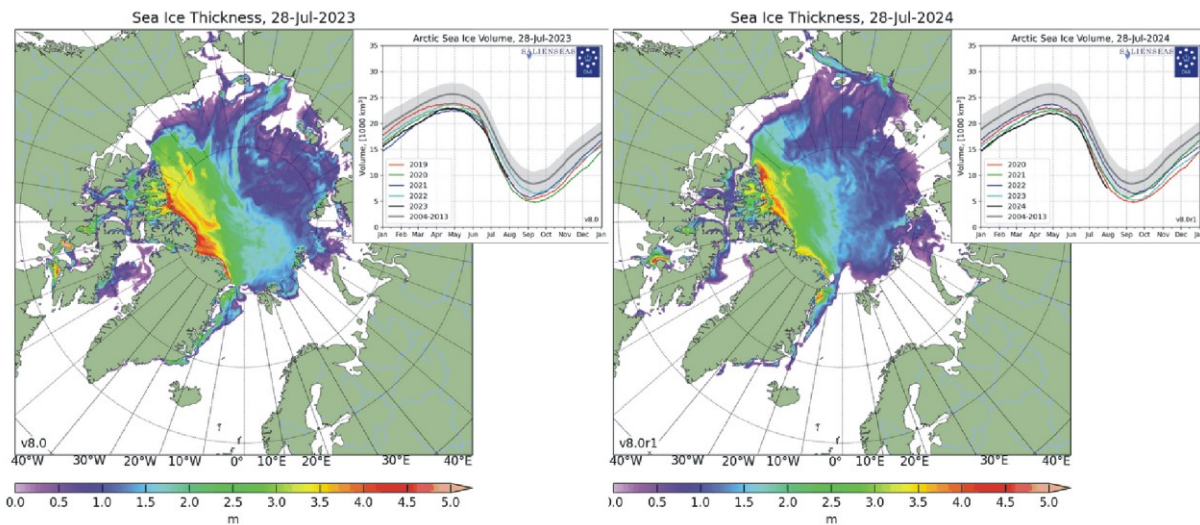 Sea Ice Thickness, 28-Jul-2023
Arctic Sea Ice Volume, 28-Jul-2023
SALIENSEAS
DMI
Volume, [1000 km³]
35
30
25
20
15
10
5
0
2019
2020
2021
2022
2023
2004-2013
v8.0
Jan Feb Mar Apr May Jun Jul Aug Sep Oct Nov Dec Jan
v8.0
40°W 30°W 20°W 10°W 0° 10°E 20°E 30°E 40°E
0.0 0.5 1.0 1.5 2.0 2.5 3.0 3.5 4.0 4.5 5.0
m
Sea Ice Thickness, 28-Jul-2024
Arctic Sea Ice Volume, 28-Jul-2024
SALIENSEAS
DMI
Volume, [1000 km³]
35
30
25
20
15
10
5
0
2020
2021
2022
2023
2024
2004-2013
v8.0r1
Jan Feb Mar Apr May Jun Jul Aug Sep Oct Nov Dec Jan
v8.0r1
40°W 30°W 20°W 10°W 0° 10°E 20°E 30°E 40°E
0.0 0.5 1.0 1.5 2.0 2.5 3.0 3.5 4.0 4.5 5.0
m